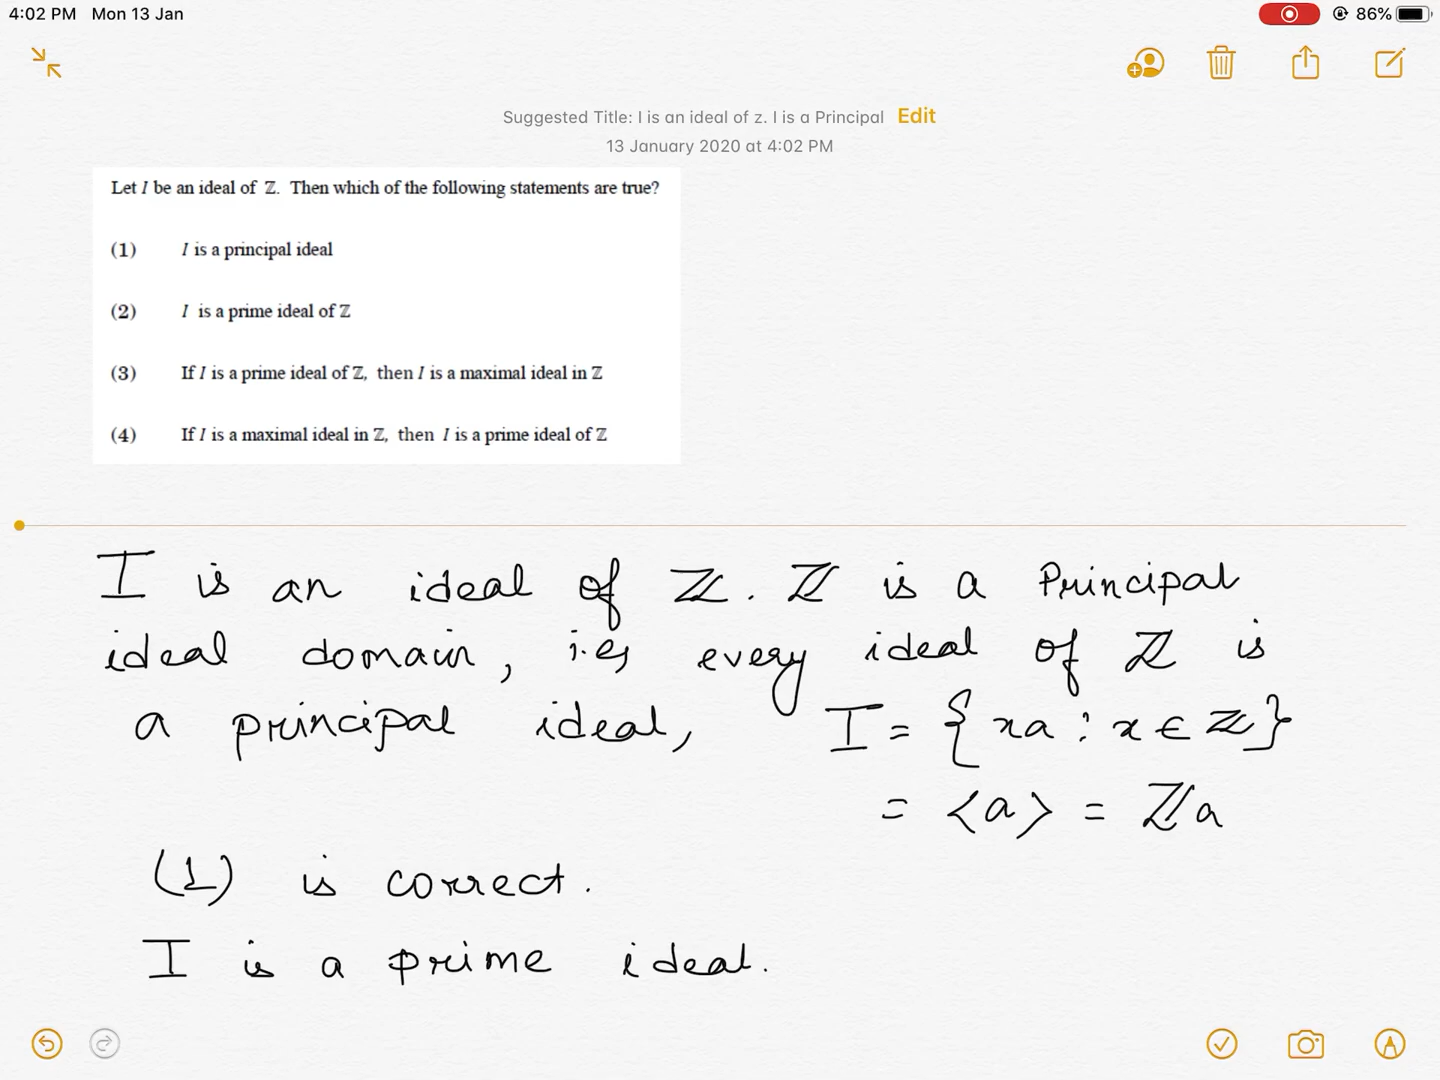 4:02 PM Mon 13 Jan
86%
Suggested Title: I is an ideal of z. I is a Principal Edit
13 January 2020 at 4:02 PM
Let I be an ideal of ℤ. Then which of the following statements are true?
(1) I is a principal ideal
(2) I is a prime ideal of ℤ
(3) If I is a prime ideal of ℤ, then I is a maximal ideal in ℤ
(4) If I is a maximal ideal in ℤ, then I is a prime ideal of ℤ
I is an ideal of ℤ. ℤ is a Principal
ideal domain, i.e, every ideal of ℤ is
a principal ideal, I = {xa : x ∈ ℤ}
= <a> = ℤa
(1) is correct.
I is a prime ideal.